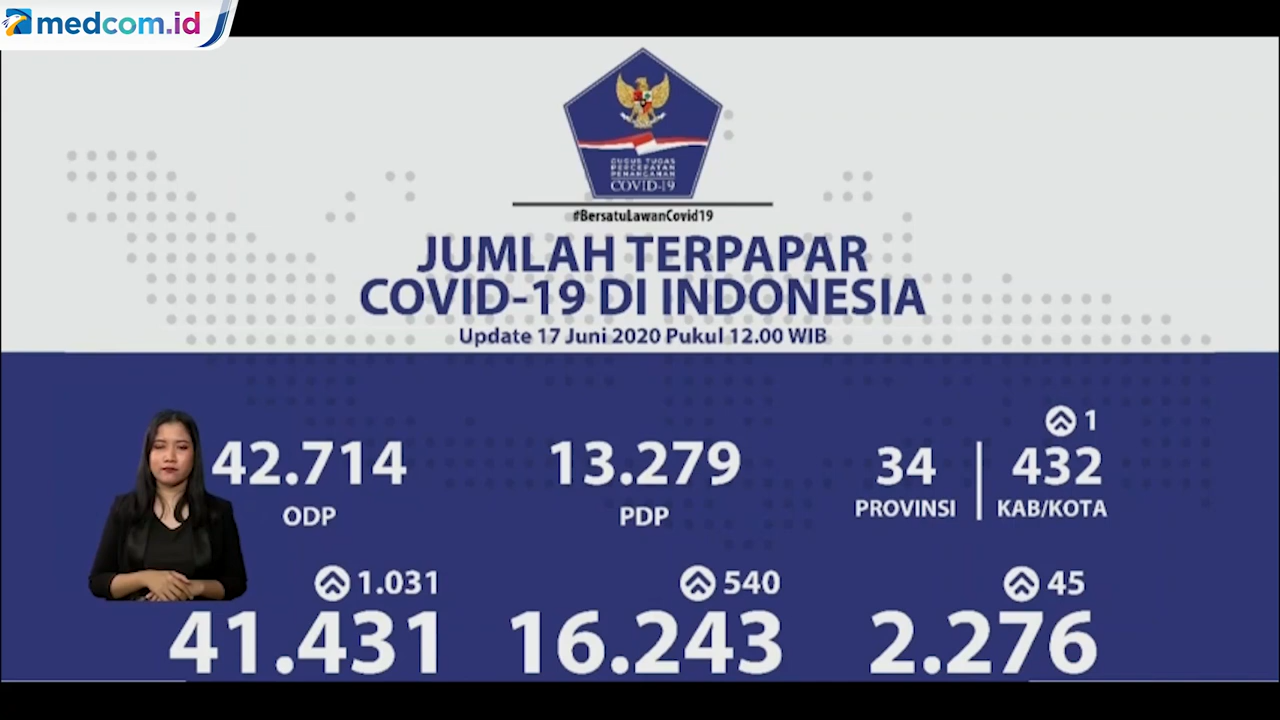 medcom.id
GUGUS TUGAS
PERCEPATAN
PENANGANAN
COVID-19
#BersatuLawanCovid19
JUMLAH TERPAPAR
COVID-19 DI INDONESIA
Update 17 Juni 2020 Pukul 12.00 WIB
1
42.714
13.279
34
432
ODP
PDP
PROVINSI
KAB/KOTA
1.031
540
45
41.431
16.243
2.276